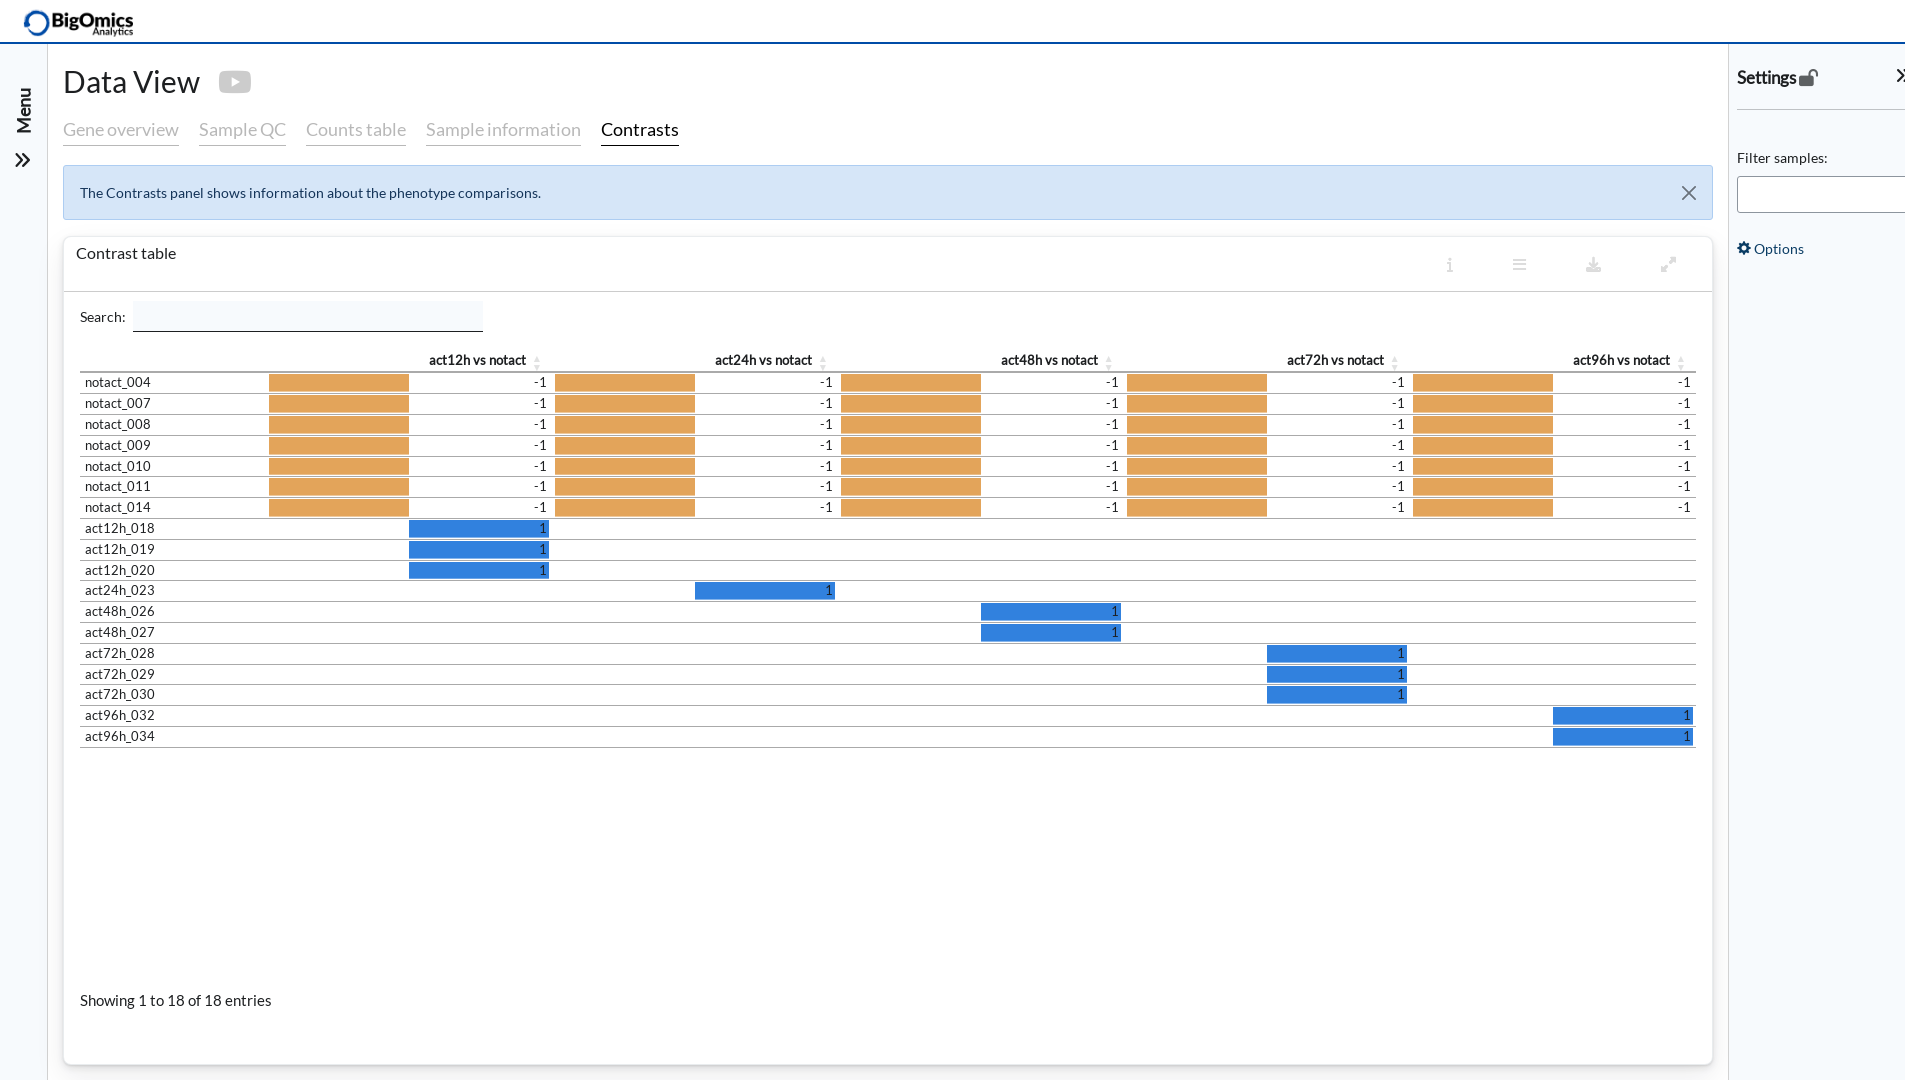 BigOmics
Analytics
Menu
Data View
Gene overview Sample QC Counts table Sample information Contrasts
The Contrasts panel shows information about the phenotype comparisons.
Contrast table
Search:
act12h vs notact act24h vs notact act48h vs notact act72h vs notact act96h vs notact
notact_004 -1 -1 -1 -1 -1
notact_007 -1 -1 -1 -1 -1
notact_008 -1 -1 -1 -1 -1
notact_009 -1 -1 -1 -1 -1
notact_010 -1 -1 -1 -1 -1
notact_011 -1 -1 -1 -1 -1
notact_014 -1 -1 -1 -1 -1
act12h_018 1
act12h_019 1
act12h_020 1
act24h_023 1
act48h_026 1
act48h_027 1
act72h_028 1
act72h_029 1
act72h_030 1
act96h_032 1
act96h_034 1
Showing 1 to 18 of 18 entries
Settings
Filter samples:
Options